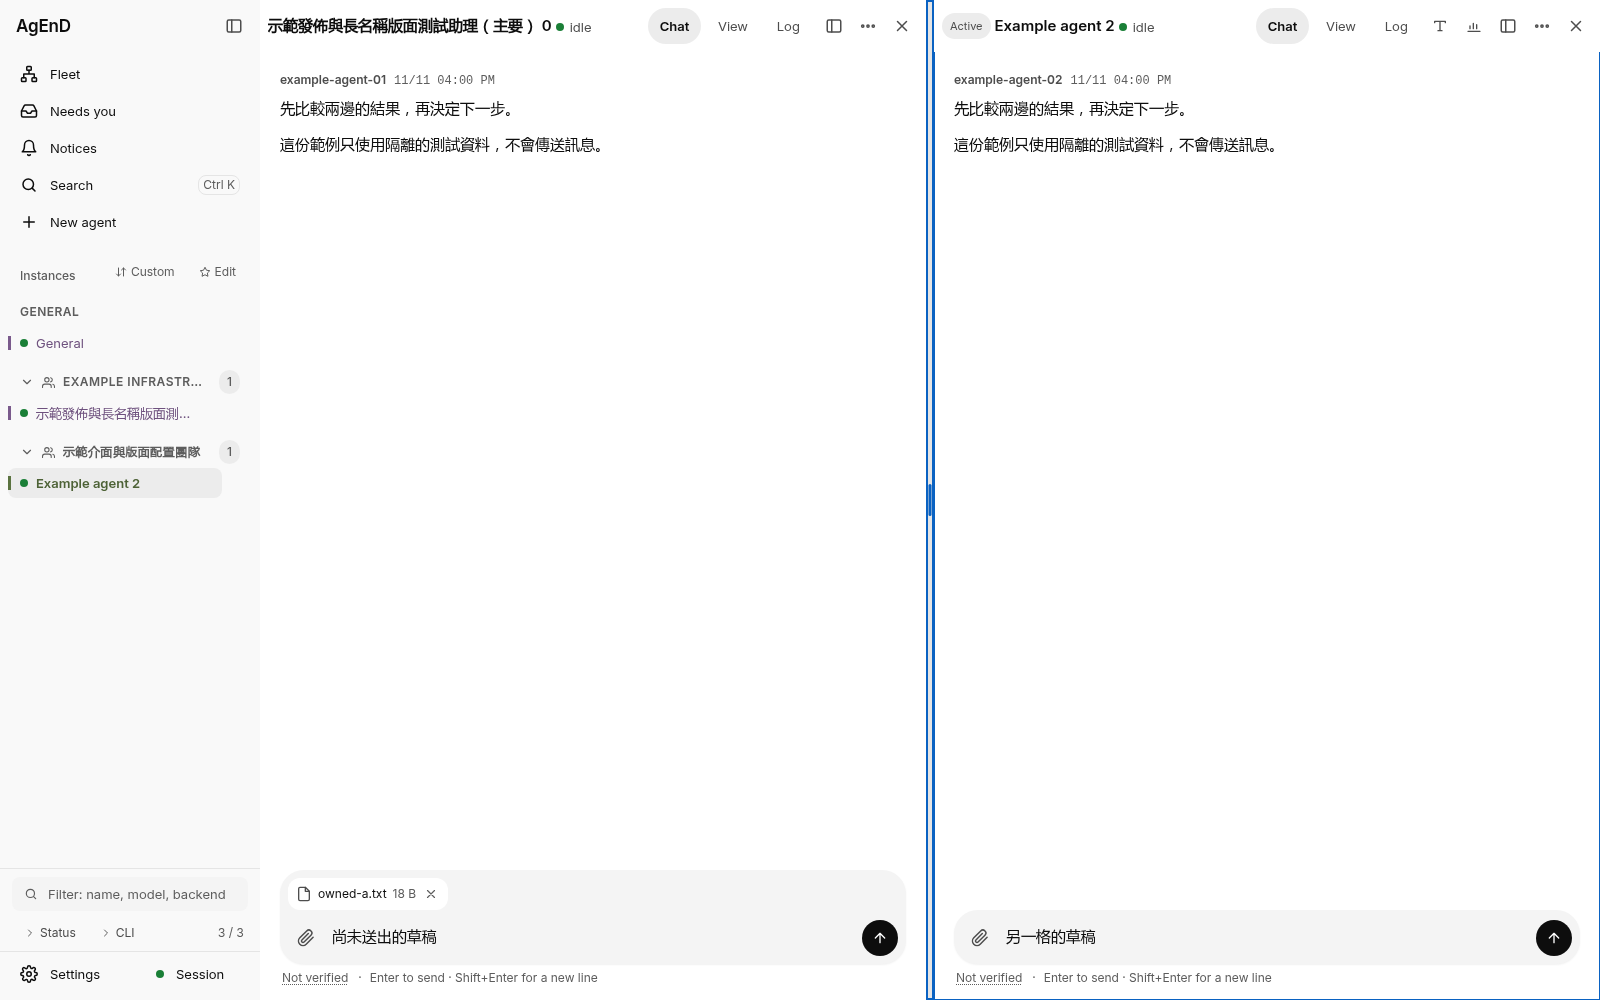 AgEnD
Fleet
Needs you
Notices
Search Ctrl K
New agent
Instances Custom Edit
GENERAL
General
EXAMPLE INFRASTR... 1
示範發佈與長名稱版面測...
示範介面與版面配置團隊 1
Example agent 2
Filter: name, model, backend
Status CLI 3 / 3
Settings Session
示範發佈與長名稱版面測試助理（主要）0 idle Chat View Log
example-agent-01 11/11 04:00 PM
先比較兩邊的結果，再決定下一步。
這份範例只使用隔離的測試資料，不會傳送訊息。
owned-a.txt 18 B
尚未送出的草稿
Not verified · Enter to send · Shift+Enter for a new line
Active Example agent 2 idle Chat View Log
example-agent-02 11/11 04:00 PM
先比較兩邊的結果，再決定下一步。
這份範例只使用隔離的測試資料，不會傳送訊息。
另一格的草稿
Not verified · Enter to send · Shift+Enter for a new line